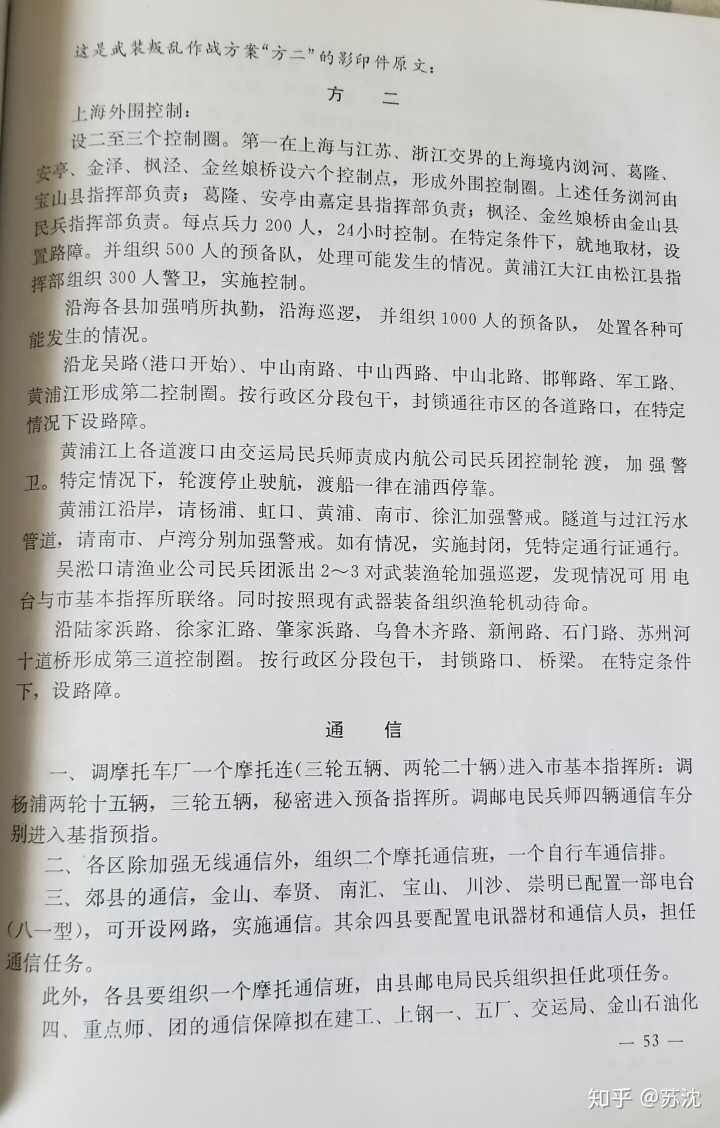 这是武装叛乱作战方案“方二”的影印件原文：
方 二
上海外围控制：
设二至三个控制圈。第一在上海与江苏、浙江交界的上海境内浏河、葛隆、
安亭、金泽、枫泾、金丝娘桥设六个控制点，形成外围控制圈。上述任务浏河由
宝山县指挥部负责；葛隆、安亭由嘉定县指挥部负责；枫泾、金丝娘桥由金山县
民兵指挥部负责。每点兵力 200 人，24小时控制。在特定条件下，就地取材，设
置路障。并组织 500 人的预备队，处理可能发生的情况。黄浦江大江由松江县指
挥部组织 300 人警卫，实施控制。
沿海各县加强哨所执勤，沿海巡逻，并组织 1000 人的预备队，处置各种可
能发生的情况。
沿龙吴路(港口开始)、中山南路、中山西路、中山北路、邯郸路、军工路、
黄浦江形成第二控制圈。按行政区分段包干，封锁通往市区的各道路口，在特定
情况下设路障。
黄浦江上各道渡口由交运局民兵师责成内航公司民兵团控制轮渡，加强警
卫。特定情况下，轮渡停止驶航，渡船一律在浦西停靠。
黄浦江沿岸，请杨浦、虹口、黄浦、南市、徐汇加强警戒。隧道与过江污水
管道，请南市、卢湾分别加强警戒。如有情况，实施封闭，凭特定通行证通行。
吴淞口请渔业公司民兵团派出 2～3 对武装渔轮加强巡逻，发现情况可用电
台与市基本指挥所联络。同时按照现有武器装备组织渔轮机动待命。
沿陆家浜路、徐家汇路、肇家浜路、乌鲁木齐路、新闸路、石门路、苏州河
十道桥形成第三道控制圈。按行政区分段包干，封锁路口、桥梁。在特定条件
下，设路障。
通 信
一、调摩托车厂一个摩托连(三轮五辆、两轮二十辆)进入市基本指挥所：调
杨浦两轮十五辆，三轮五辆，秘密进入预备指挥所。调邮电民兵师四辆通信车分
别进入基指预指。
二、各区除加强无线通信外，组织二个摩托通信班，一个自行车通信排。
三、郊县的通信，金山、奉贤、南汇、宝山、川沙、崇明已配置一部电台
(八一型)，可开设网路，实施通信。其余四县要配置电讯器材和通信人员，担任
通信任务。
此外，各县要组织一个摩托通信班，由县邮电局民兵组织担任此项任务。
四、重点师、团的通信保障拟在建工、上钢一、五厂、交运局、金山石油化
— 53 —
知乎 @苏沈